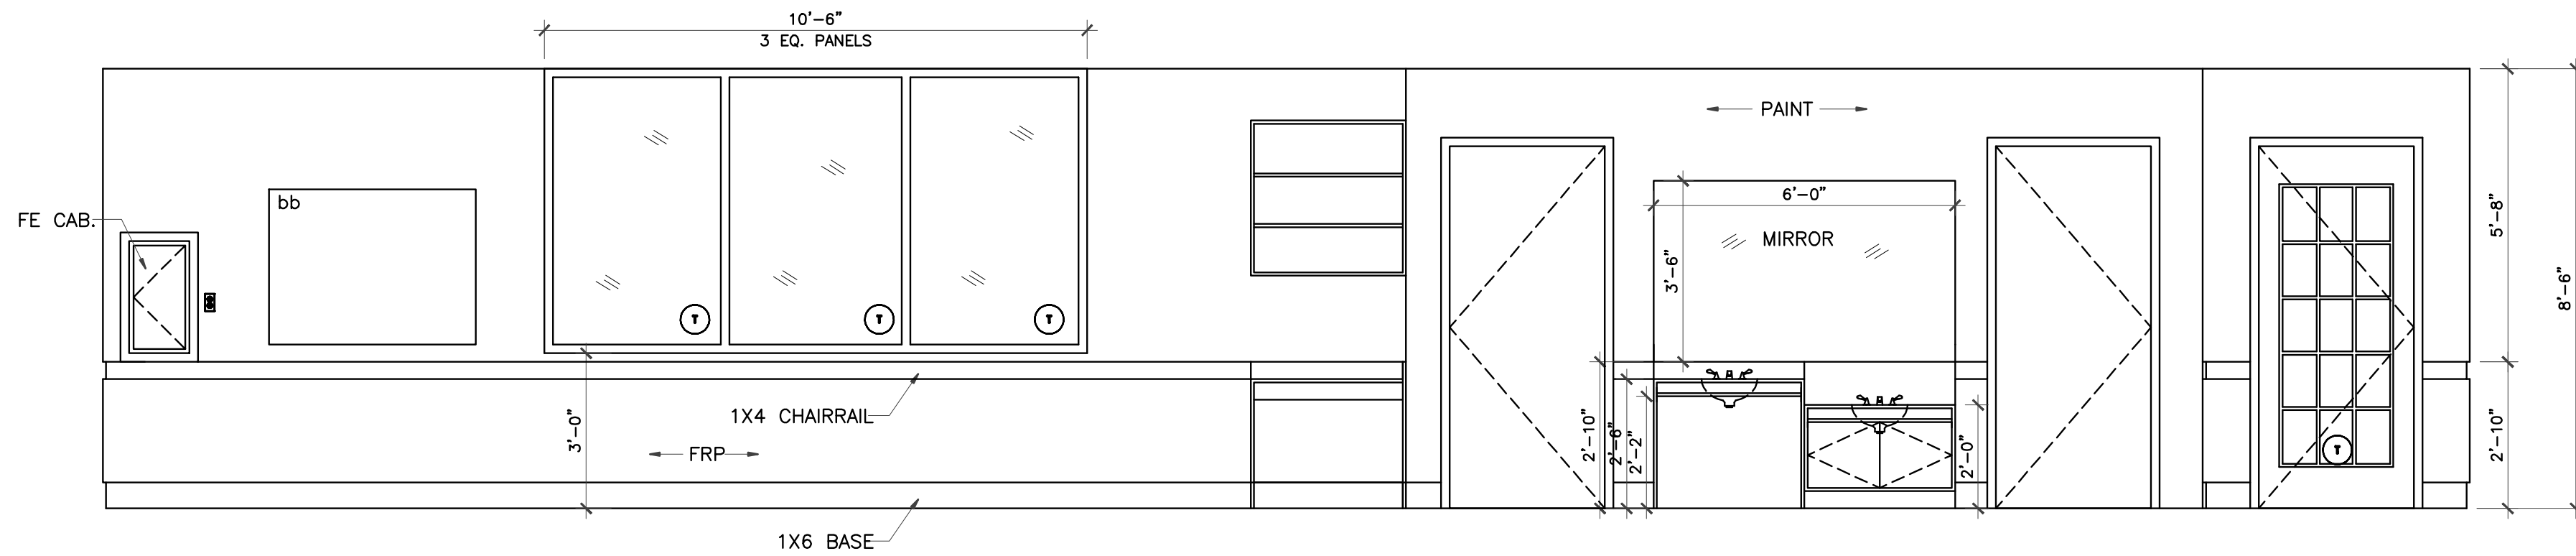 10'-6"
3 EQ. PANELS
PAINT
6'-0"
bb
FE CAB.
MIRROR
3'-6"
5'-8"
8'-6"
T
T
T
1X4 CHAIRRAIL
3'-0"
FRP
2'-10"
2'-6"
2'-2"
2'-0"
T
2'-10"
1X6 BASE